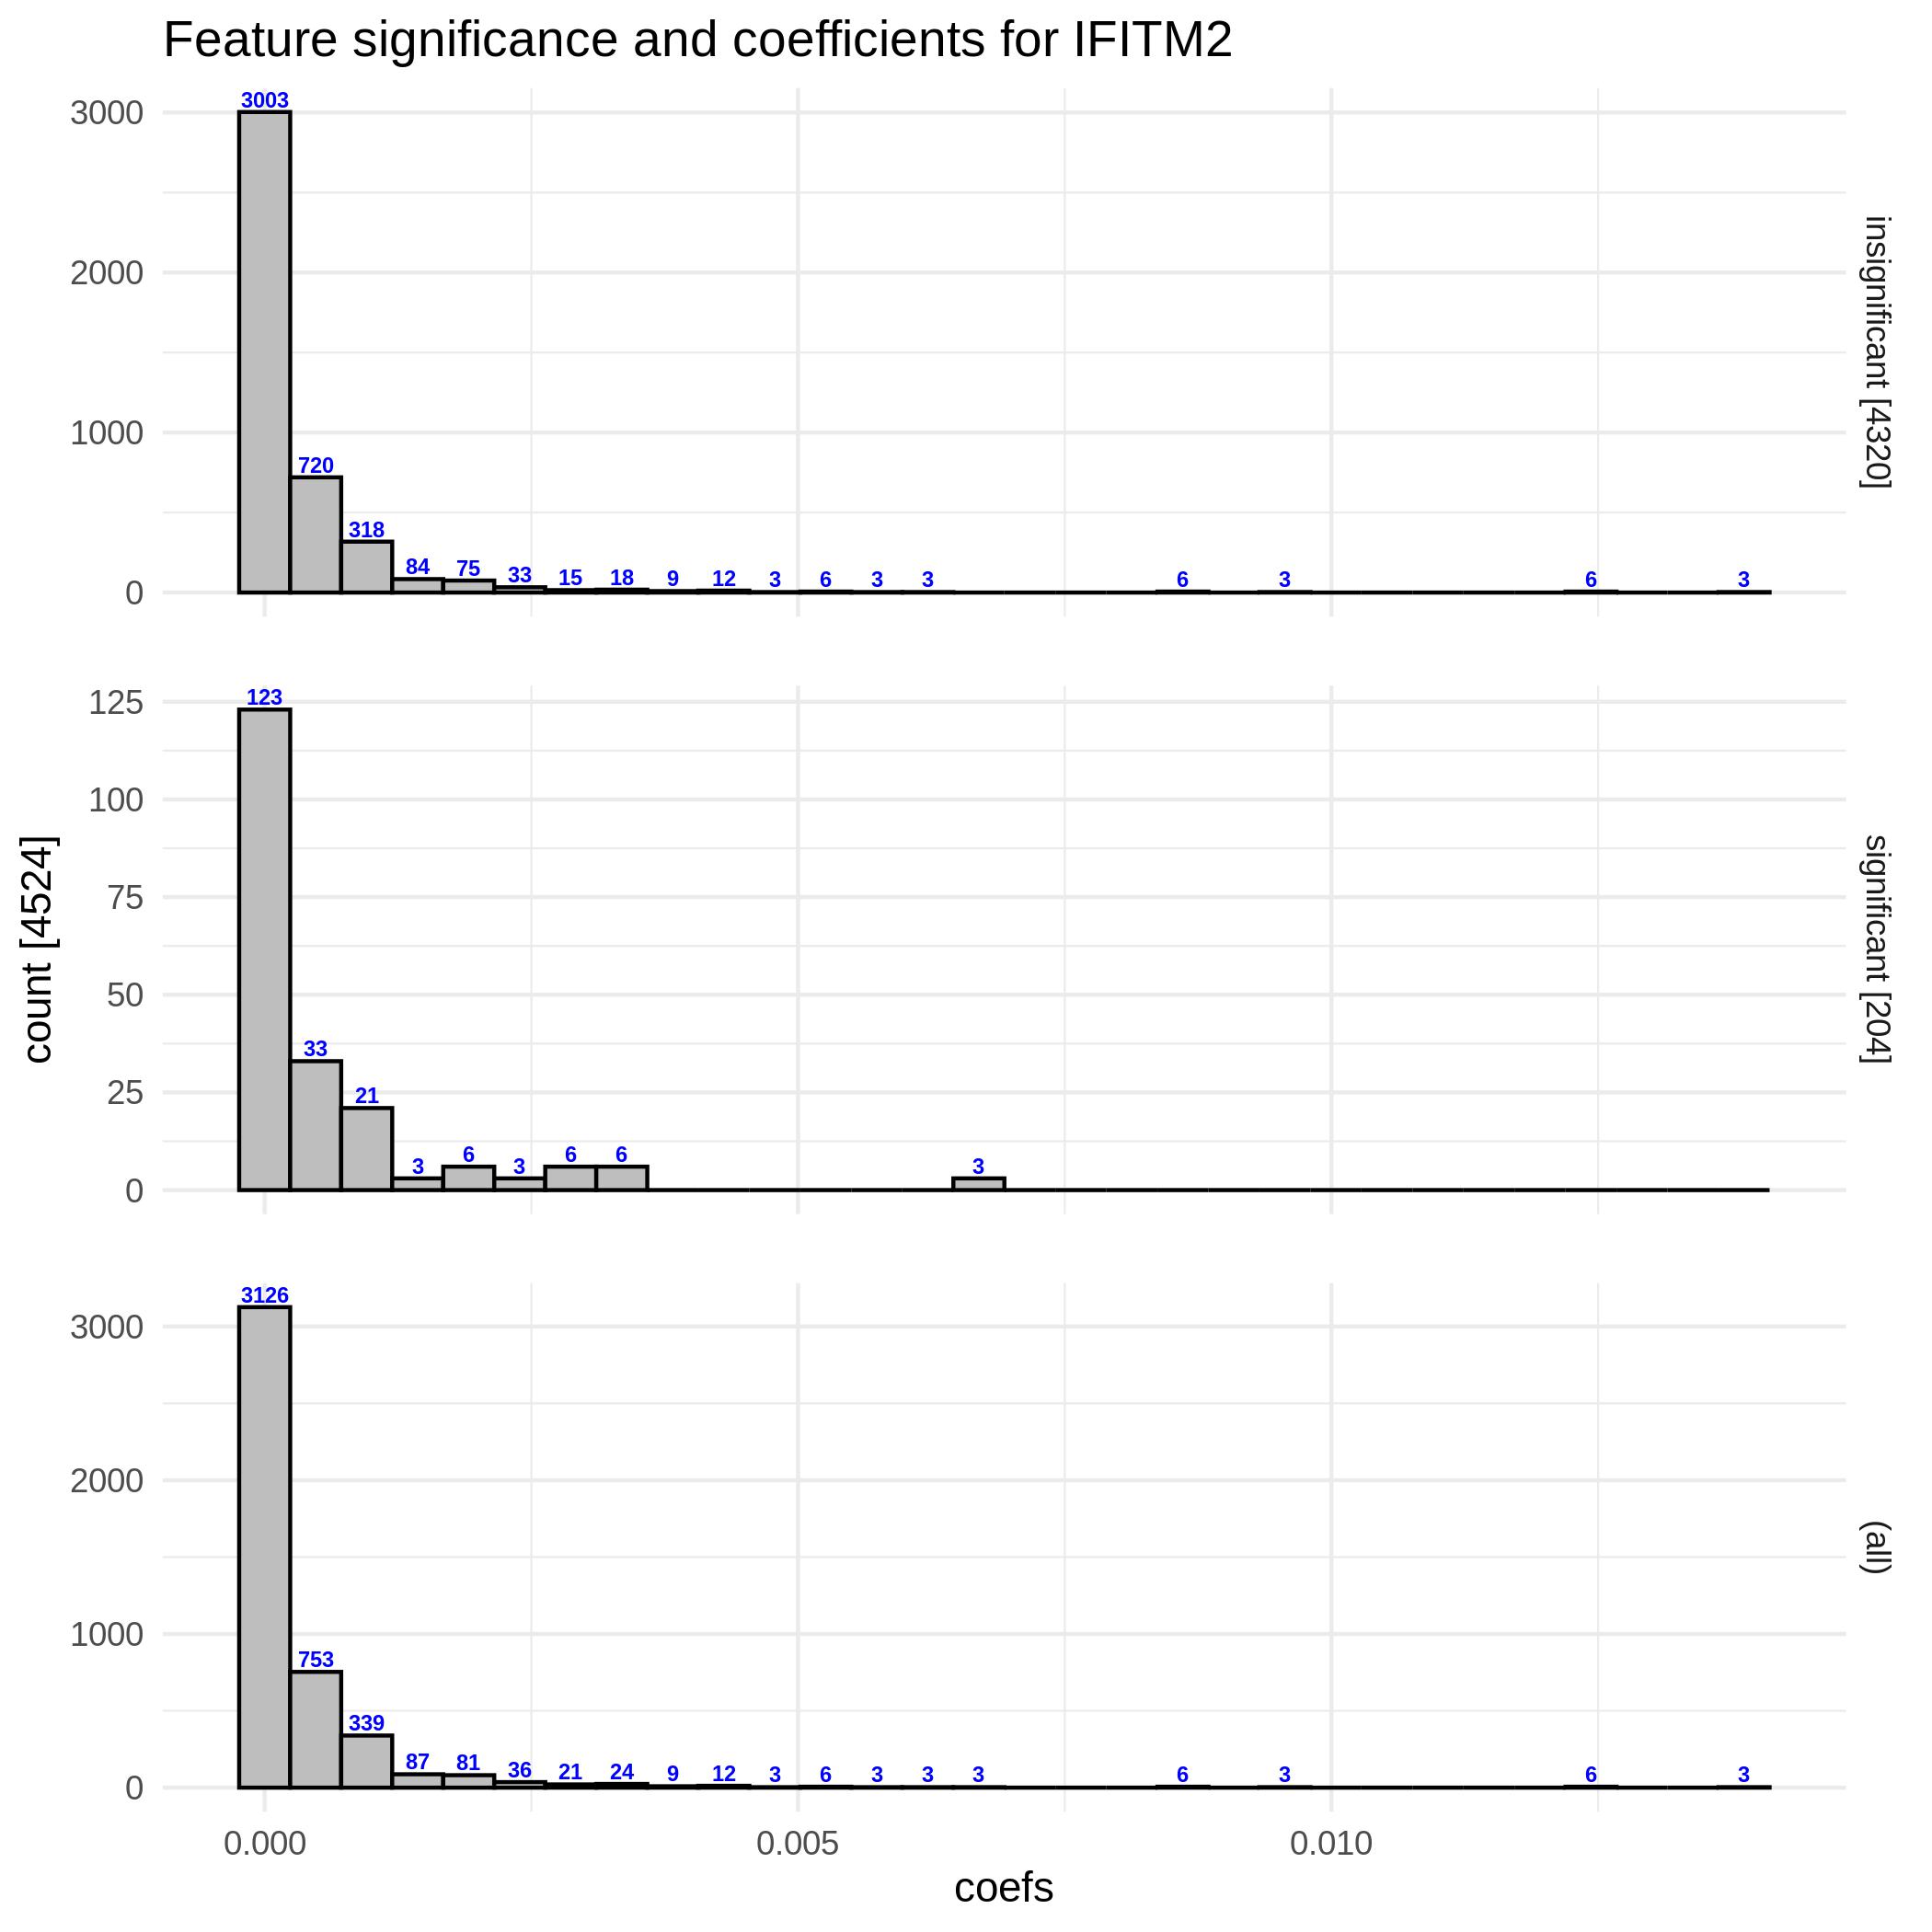 Feature significance and coefficients for IFITM2
3003
3000
720
318
84 75 33 15 18 9 12 3 6 3 3 6 3 6 3
2000
1000
0
insignificant [4320]
123
125
33
21
3 6 3 6 6 3
100
75
50
25
0
significant [204]
count [4524]
3126
3000
753
339
87 81 36 21 24 9 12 3 6 3 3 3 6 3 6 3
2000
1000
0
(all)
0.000 0.005 0.010
coefs